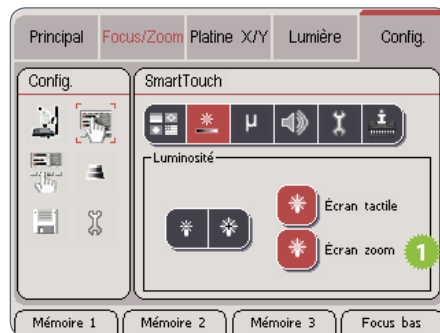 Principal Focus/Zoom Platine X/Y Lumière Config.
Config. SmartTouch
µ
i
Luminosité
Écran tactile
Écran zoom 1
Mémoire 1 Mémoire 2 Mémoire 3 Focus bas